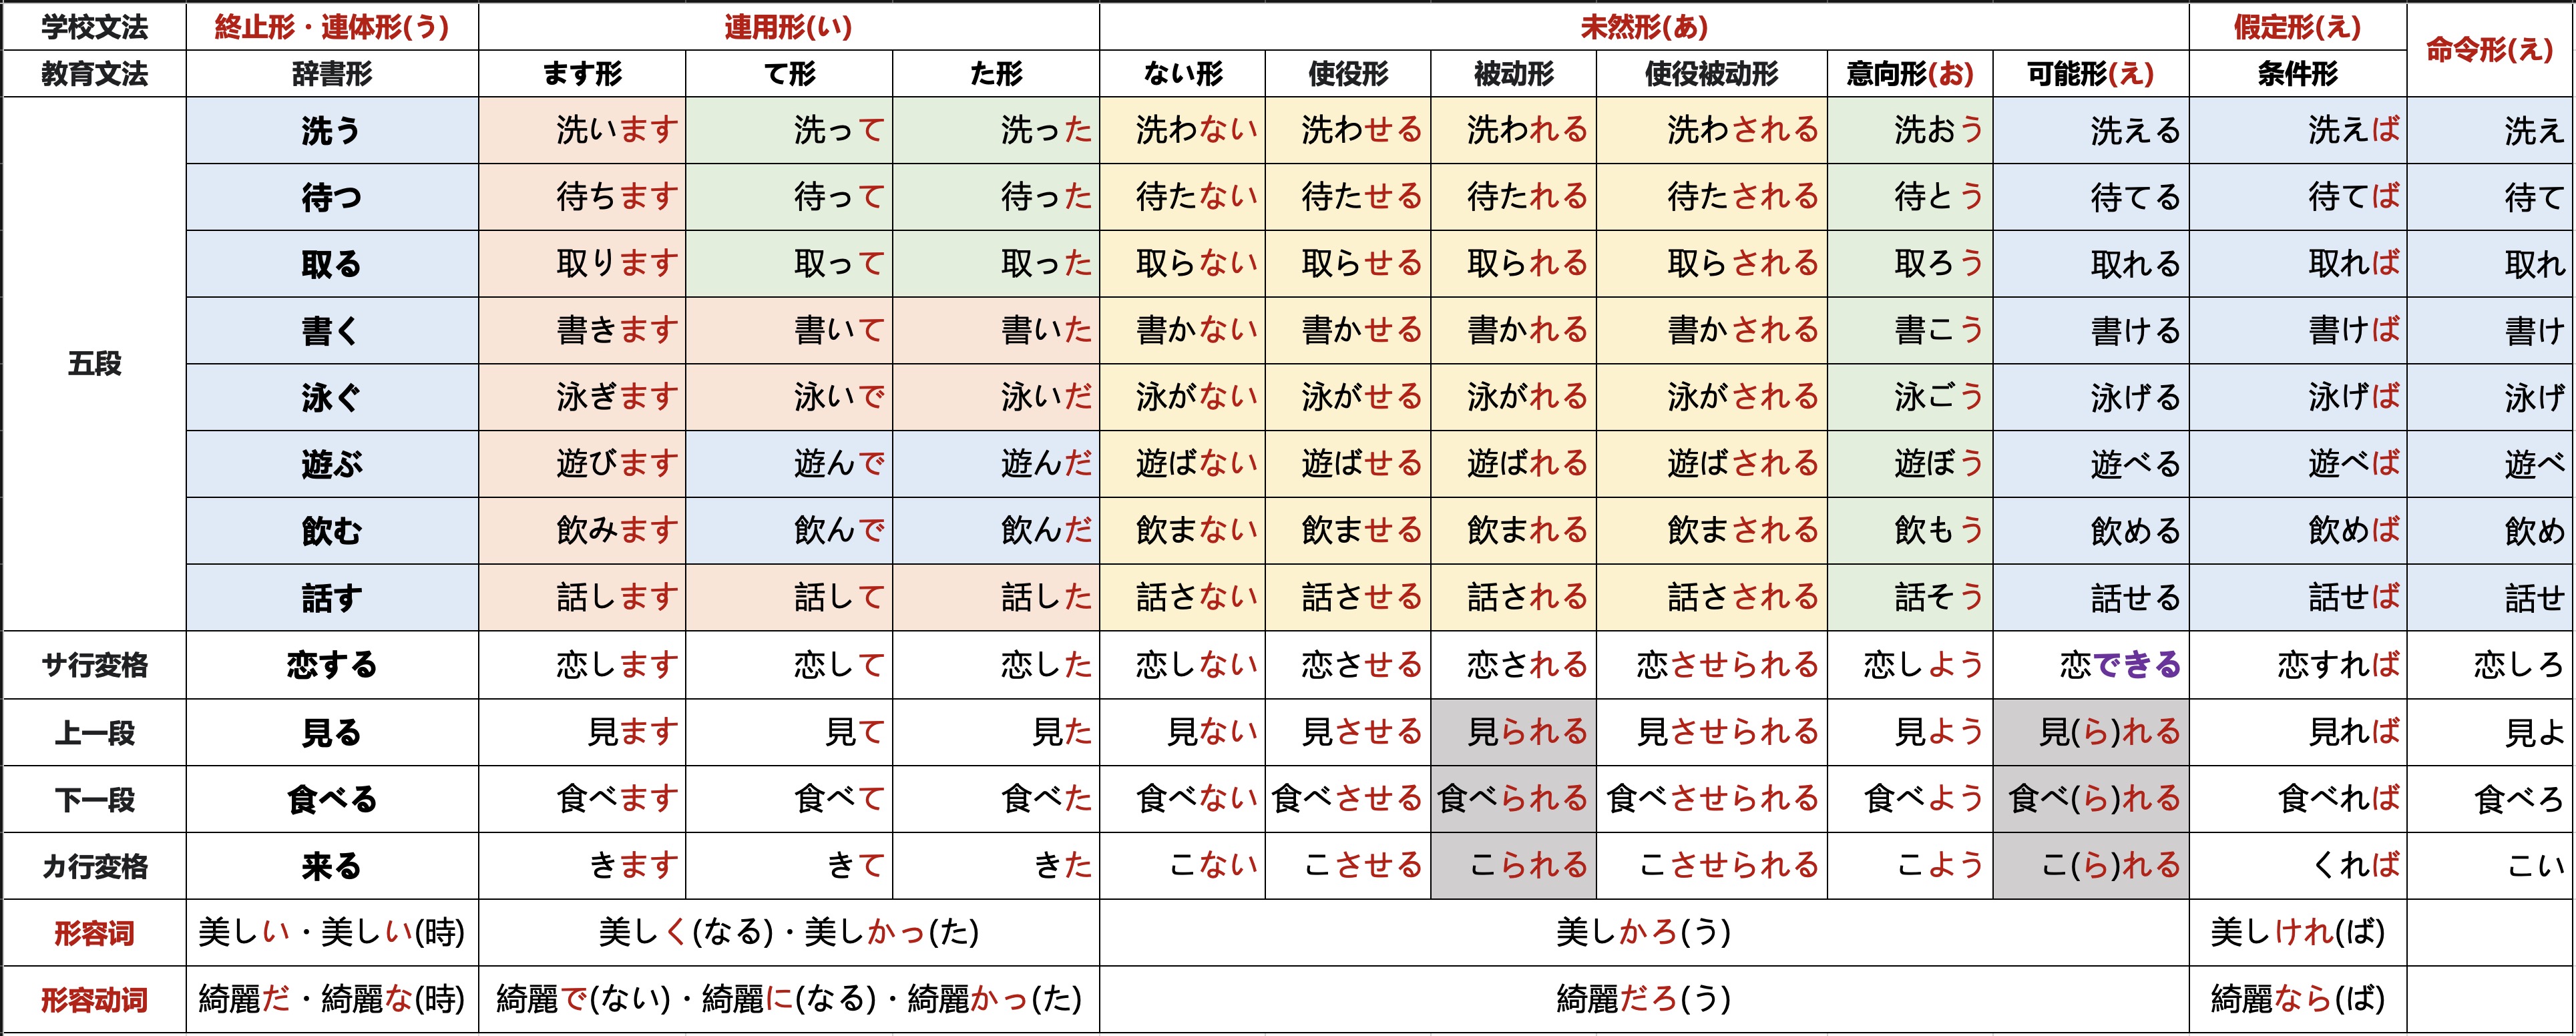 学校文法 終止形・連体形(う) 連用形(い) 未然形(あ) 假定形(え) 命令形(え)
教育文法 辞書形 ます形 て形 た形 ない形 使役形 被动形 使役被动形 意向形(お) 可能形(え) 条件形
五段 洗う 洗います 洗って 洗った 洗わない 洗わせる 洗われる 洗わされる 洗おう 洗える 洗えば 洗え
待つ 待ちます 待って 待った 待たない 待たせる 待たれる 待たされる 待とう 待てる 待てば 待て
取る 取ります 取って 取った 取らない 取らせる 取られる 取らされる 取ろう 取れる 取れば 取れ
書く 書きます 書いて 書いた 書かない 書かせる 書かれる 書かされる 書こう 書ける 書けば 書け
泳ぐ 泳ぎます 泳いで 泳いだ 泳がない 泳がせる 泳がれる 泳がされる 泳ごう 泳げる 泳げば 泳げ
遊ぶ 遊びます 遊んで 遊んだ 遊ばない 遊ばせる 遊ばれる 遊ばされる 遊ぼう 遊べる 遊べば 遊べ
飲む 飲みます 飲んで 飲んだ 飲まない 飲ませる 飲まれる 飲まされる 飲もう 飲める 飲めば 飲め
話す 話します 話して 話した 話さない 話させる 話される 話さされる 話そう 話せる 話せば 話せ
サ行変格 恋する 恋します 恋して 恋した 恋しない 恋させる 恋される 恋させられる 恋しよう 恋できる 恋すれば 恋しろ
上一段 見る 見ます 見て 見た 見ない 見させる 見られる 見させられる 見よう 見(ら)れる 見れば 見よ
下一段 食べる 食べます 食べて 食べた 食べない 食べさせる 食べられる 食べさせられる 食べよう 食べ(ら)れる 食べれば 食べろ
カ行変格 来る きます きて きた こない こさせる こられる こさせられる こよう こ(ら)れる くれば こい
形容词 美しい・美しい(時) 美しく(なる)・美しかっ(た) 美しかろ(う) 美しけれ(ば)
形容动词 綺麗だ・綺麗な(時) 綺麗で(ない)・綺麗に(なる)・綺麗かっ(た) 綺麗だろ(う) 綺麗なら(ば)